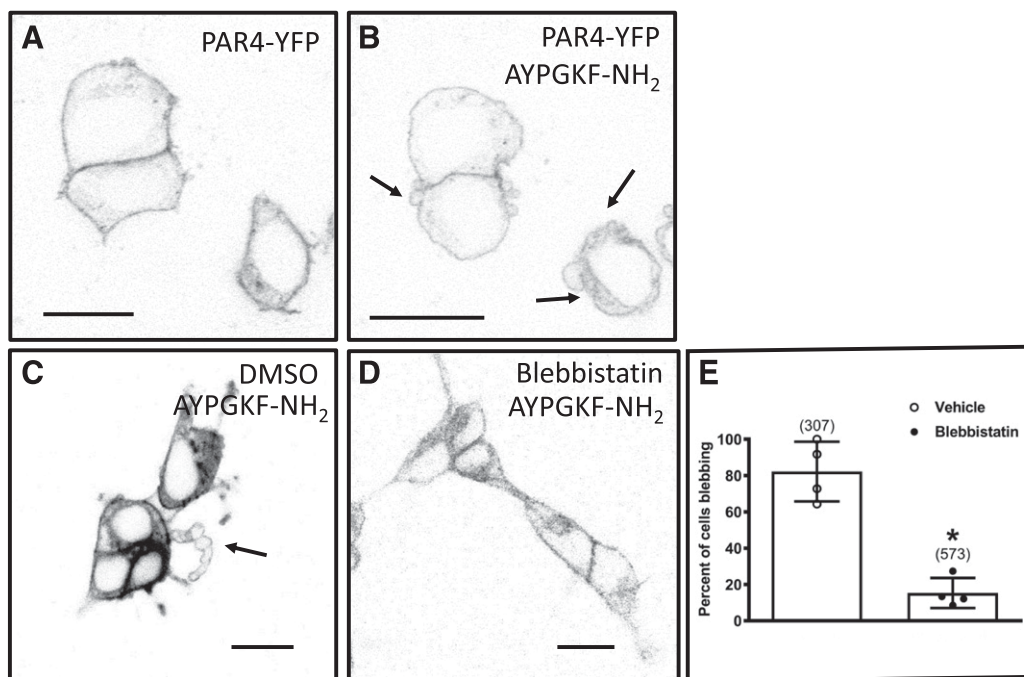 A
PAR4-YFP
B
PAR4-YFP
AYPGKF-NH2
C
DMSO
AYPGKF-NH2
D
Blebbistatin
AYPGKF-NH2
E
Vehicle
Blebbistatin
Percent of cells blebbing
100
80
60
40
20
0
(307)
*
(573)